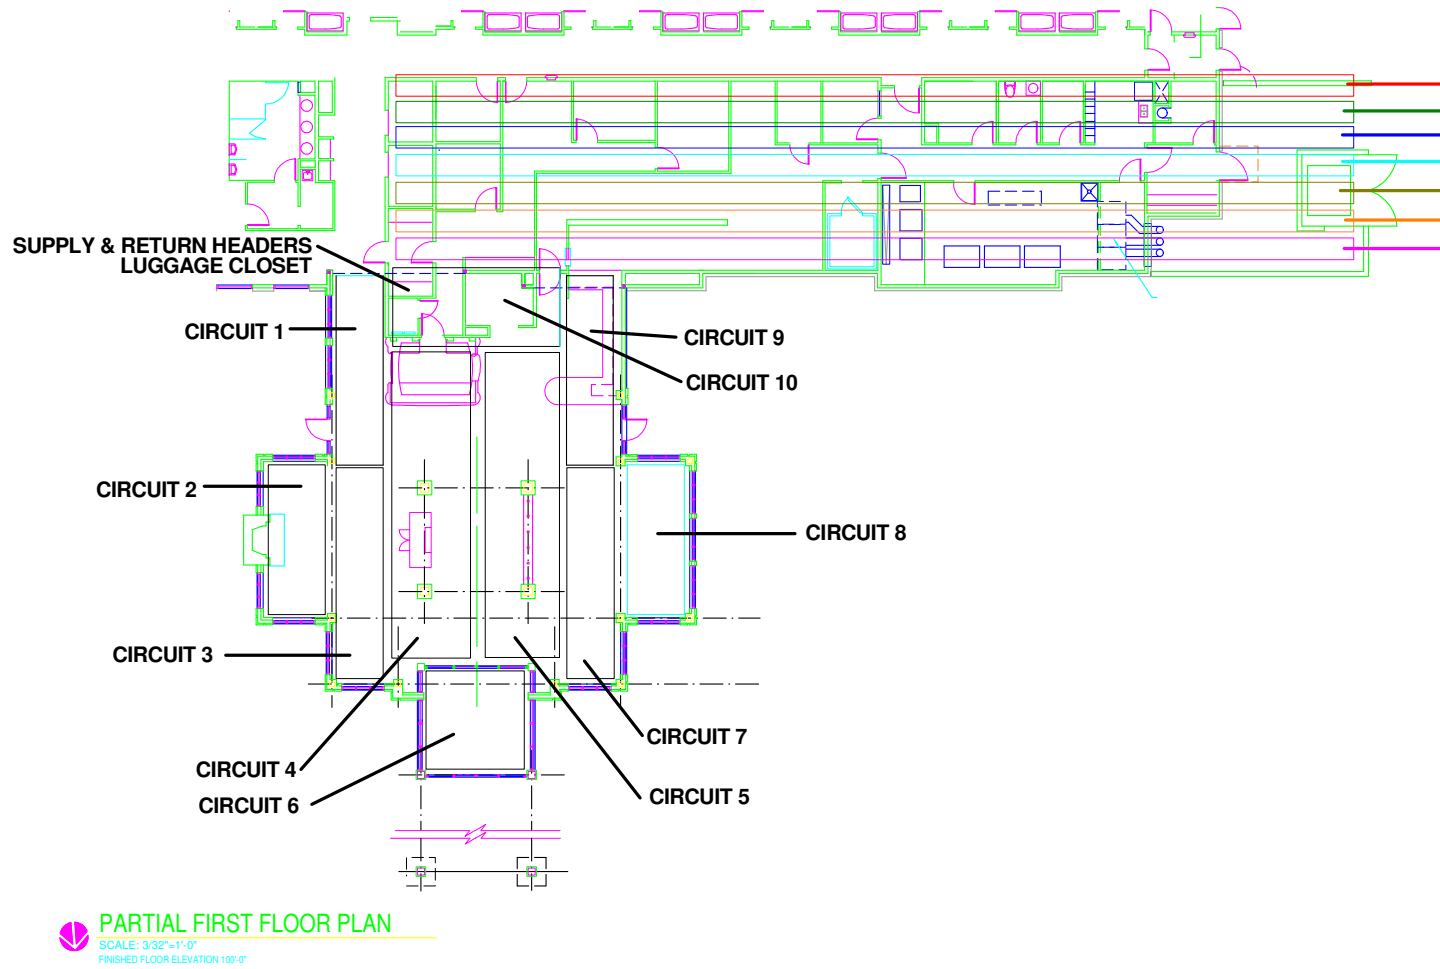 SUPPLY & RETURN HEADERS
LUGGAGE CLOSET
CIRCUIT 1
CIRCUIT 9
CIRCUIT 10
CIRCUIT 2
CIRCUIT 8
CIRCUIT 3
CIRCUIT 7
CIRCUIT 4
CIRCUIT 5
CIRCUIT 6
PARTIAL FIRST FLOOR PLAN
SCALE: 3/32"=1'-0"
FINISHED FLOOR ELEVATION 100'-0"